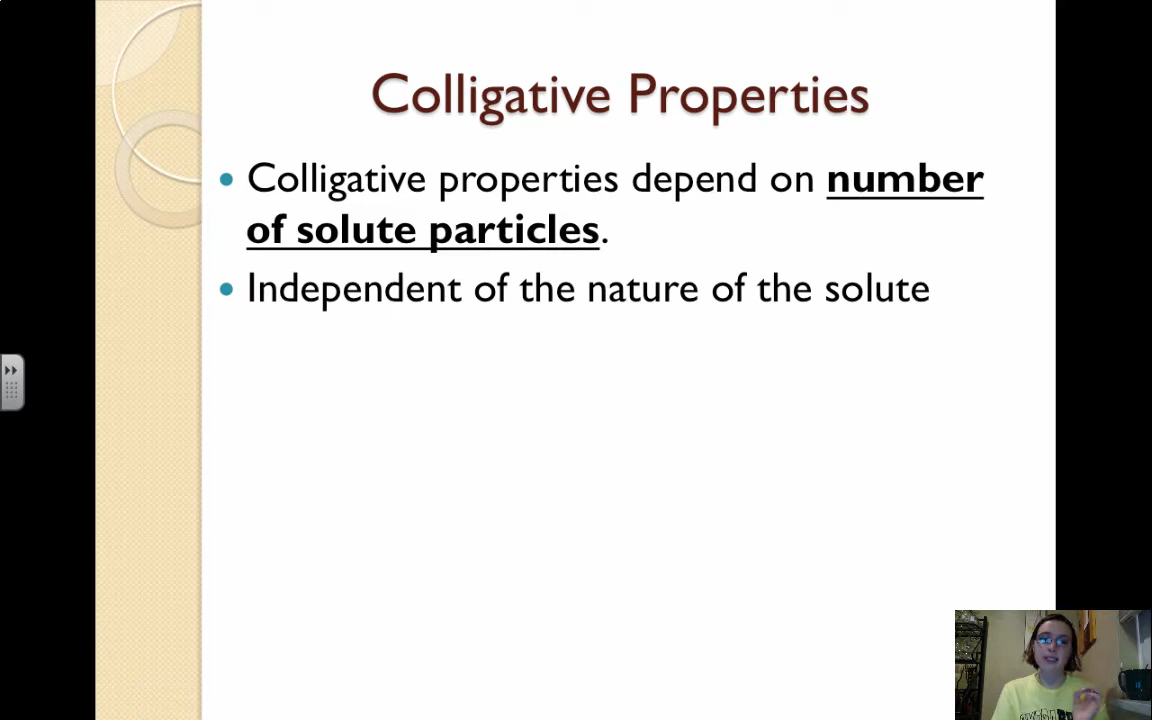 Colligative Properties
• Colligative properties depend on number
of solute particles.
• Independent of the nature of the solute